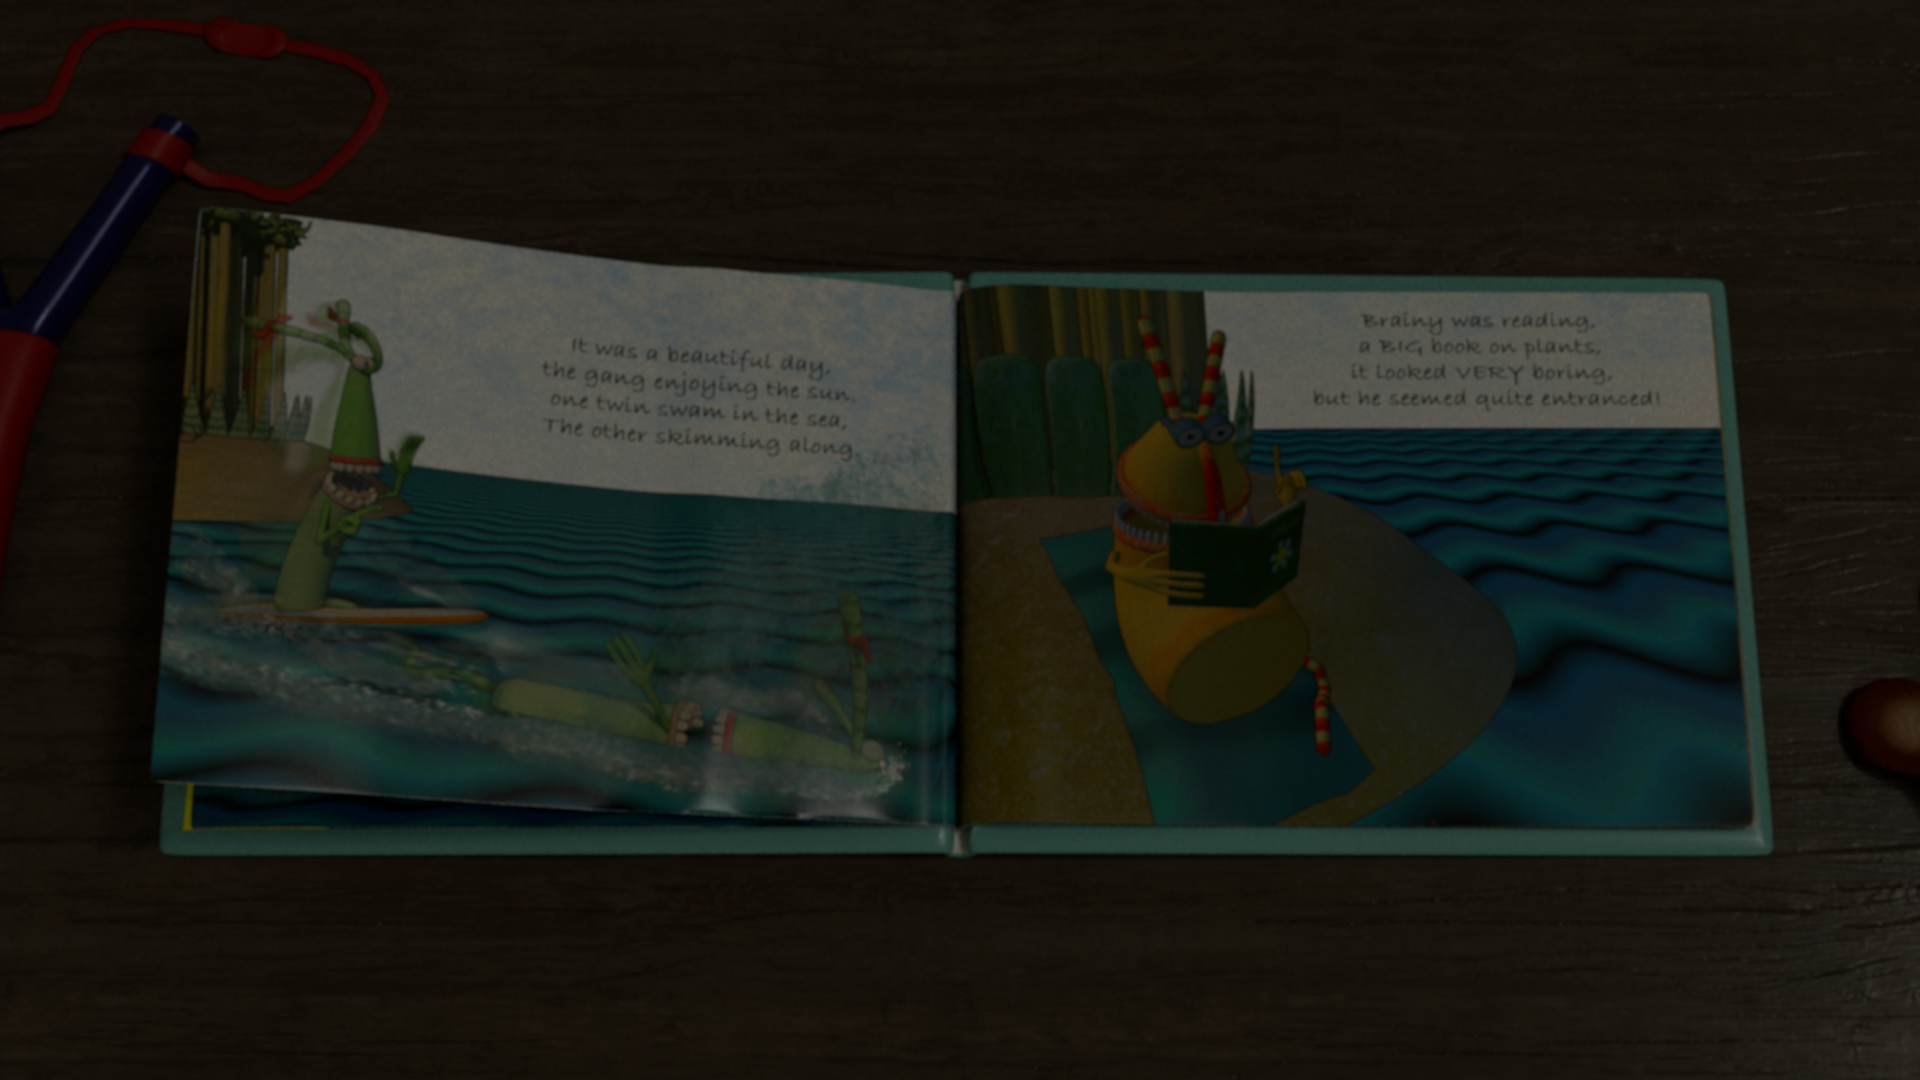 It was a beautiful day,
the gang enjoying the sun.
one twin swam in the sea,
The other skimming along.
Brainy was reading,
a BIG book on plants,
it looked VERY boring,
but he seemed quite entranced!